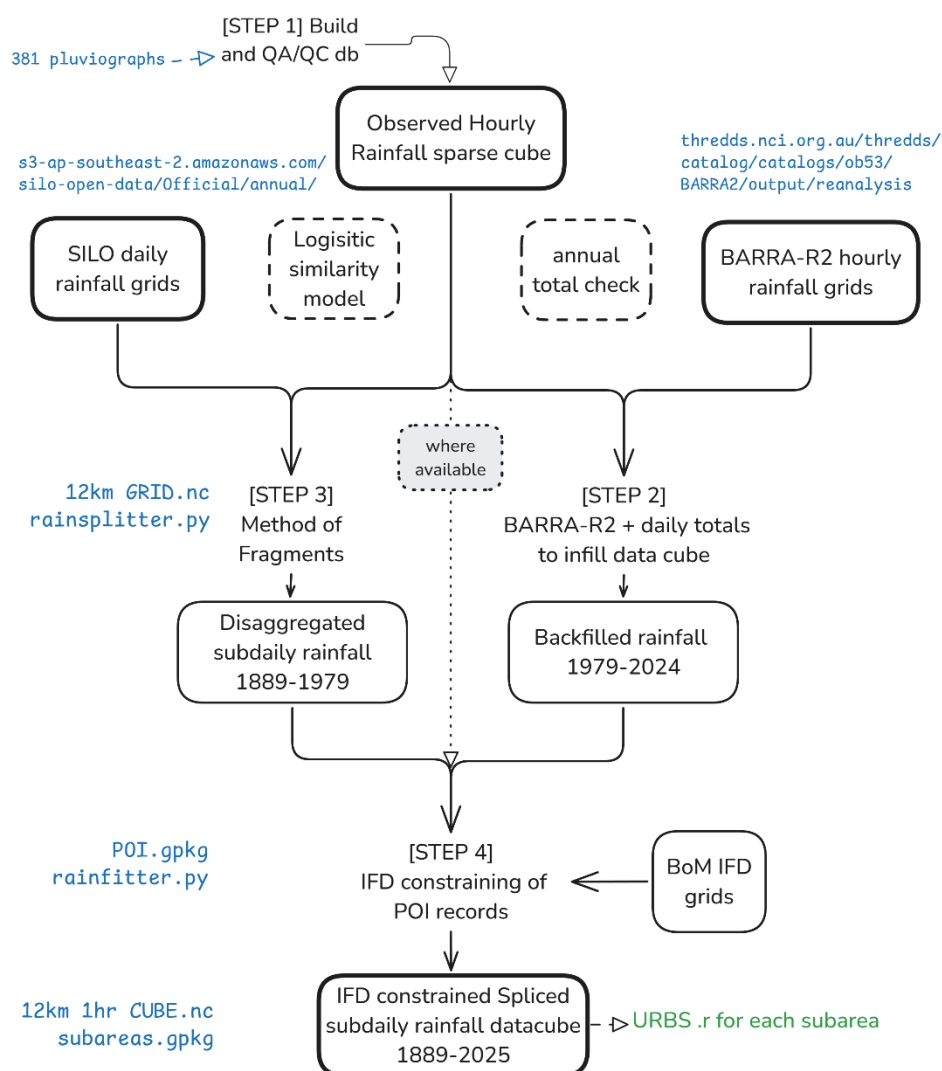 [STEP 1] Build
and QA/QC db
381 pluviographs
Observed Hourly
Rainfall sparse cube
s3-ap-southeast-2.amazonaws.com/
silo-open-data/Official/annual/
thredds.nci.org.au/thredds/
catalog/catalogs/ob53/
BARRA2/output/reanalysis
SILO daily
rainfall grids
Logisitic
similarity
model
annual
total check
BARRA-R2 hourly
rainfall grids
where
available
12km GRID.nc
rainsplitter.py
[STEP 3]
Method of
Fragments
[STEP 2]
BARRA-R2 + daily totals
to infill data cube
Disaggregated
subdaily rainfall
1889-1979
Backfilled rainfall
1979-2024
POI.gpkg
rainfitter.py
[STEP 4]
IFD constraining of
POI records
BoM IFD
grids
12km 1hr CUBE.nc
subareas.gpkg
IFD constrained Spliced
subdaily rainfall datacube
1889-2025
URBS .r for each subarea